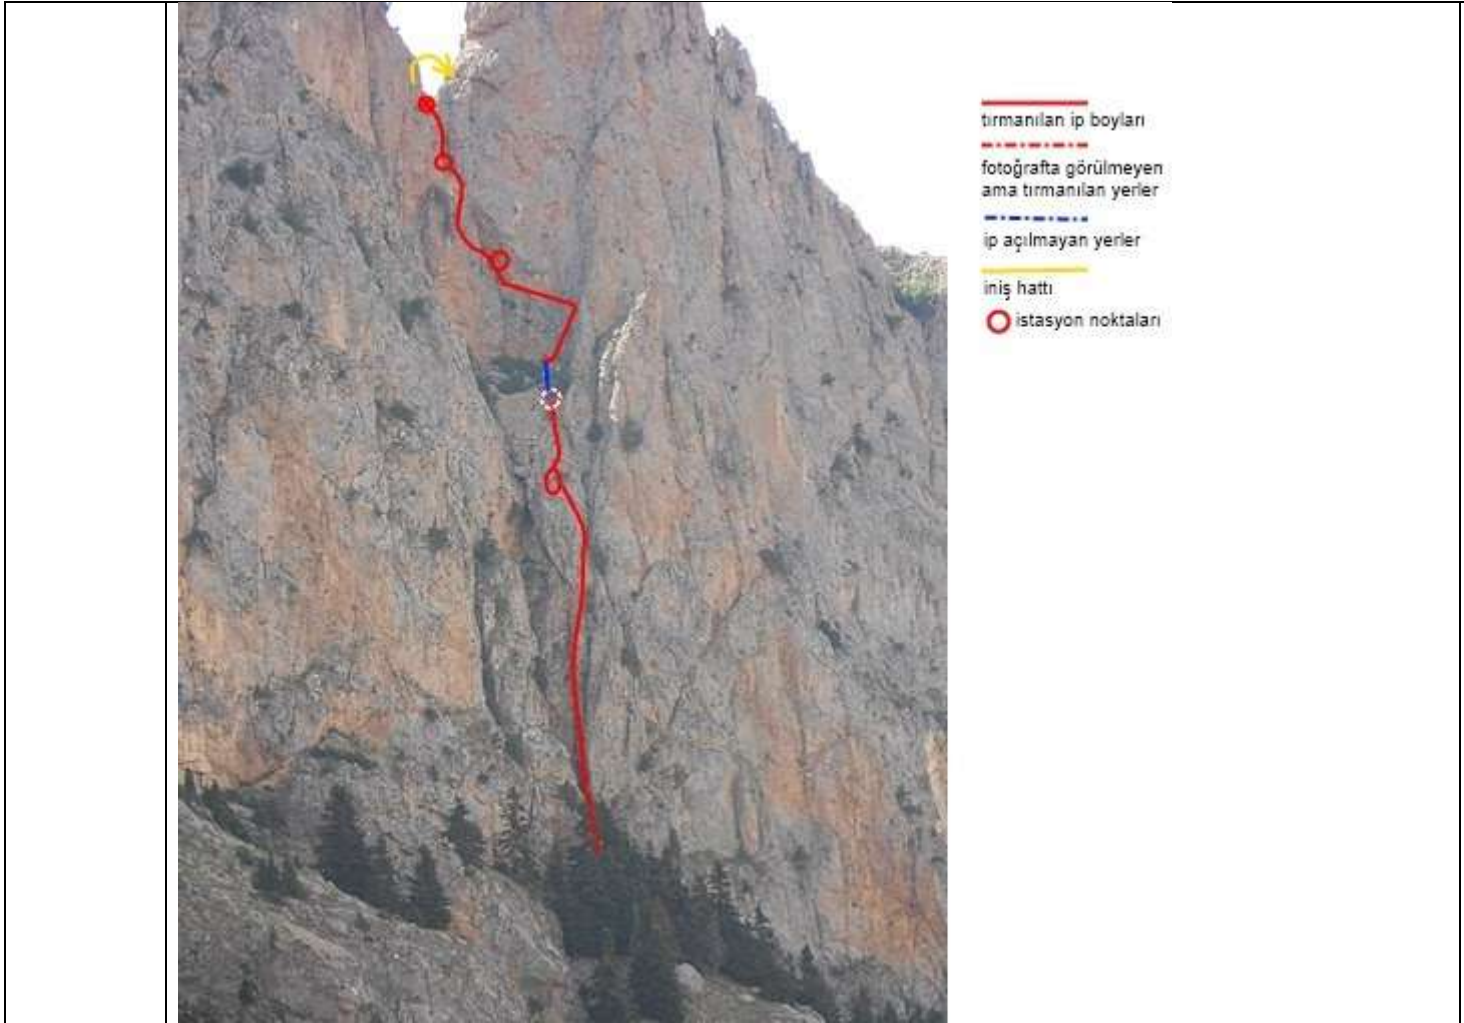 tırmanılan ip boyları
fotoğrafta görülmeyen
ama tırmanılan yerler
ip açılmayan yerler
iniş hattı
istasyon noktaları